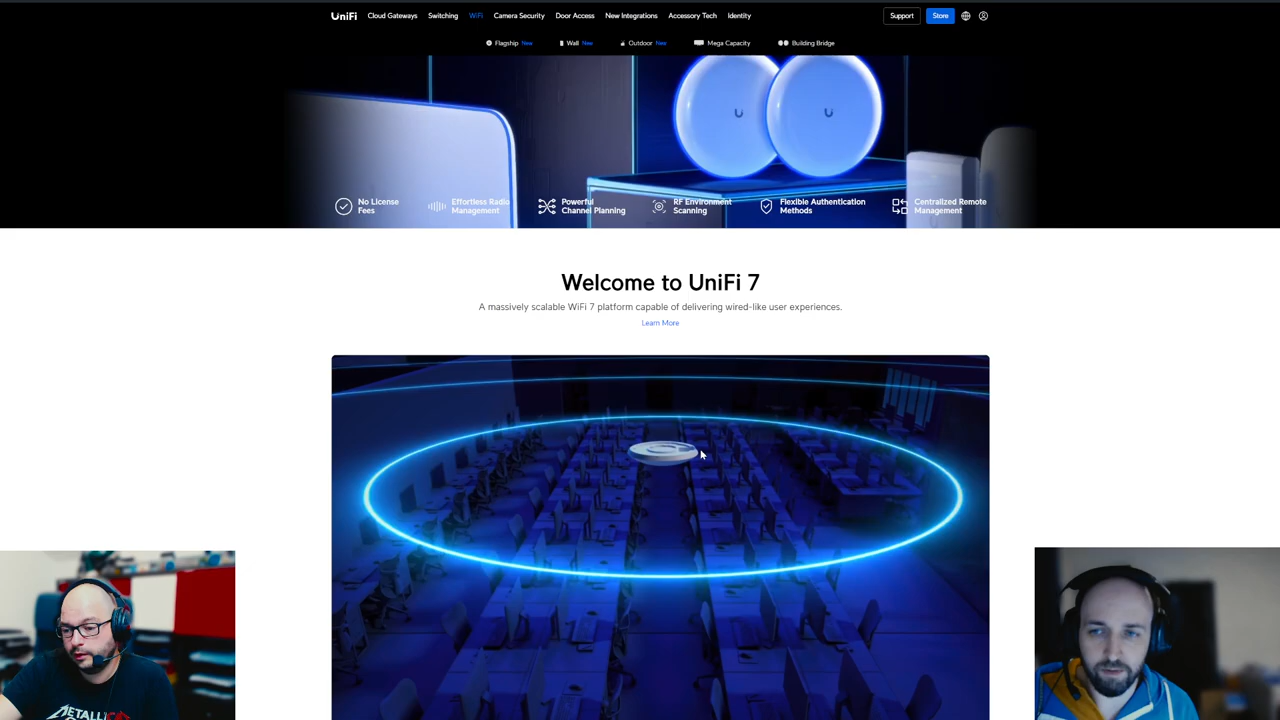 UniFi Cloud Gateways Switching WiFi Camera Security Door Access New Integrations Accessory Tech Identity Support Store
Flagship New Wall New Outdoor New Mega Capacity Building Bridge
No License
Fees
Effortless Radio
Management
Powerful
Channel Planning
RF Environment
Scanning
Flexible Authentication
Methods
Centralized Remote
Management
Welcome to UniFi 7
A massively scalable WiFi 7 platform capable of delivering wired-like user experiences.
Learn More